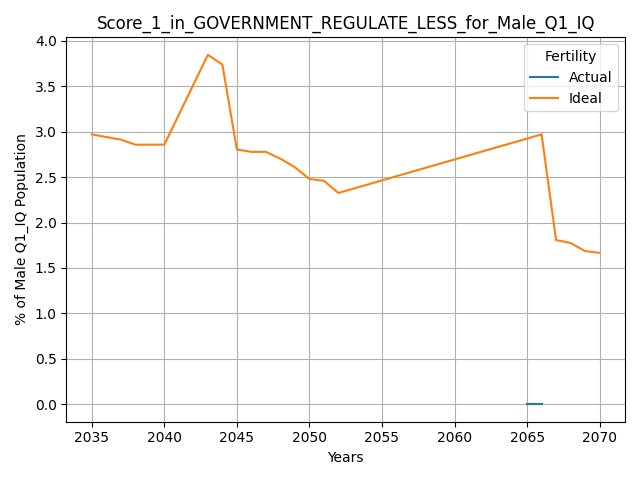 Score_1_in_GOVERNMENT_REGULATE_LESS_for_Male_Q1_IQ
Fertility
Actual
Ideal
% of Male Q1_IQ Population
4.0
3.5
3.0
2.5
2.0
1.5
1.0
0.5
0.0
2035 2040 2045 2050 2055 2060 2065 2070
Years